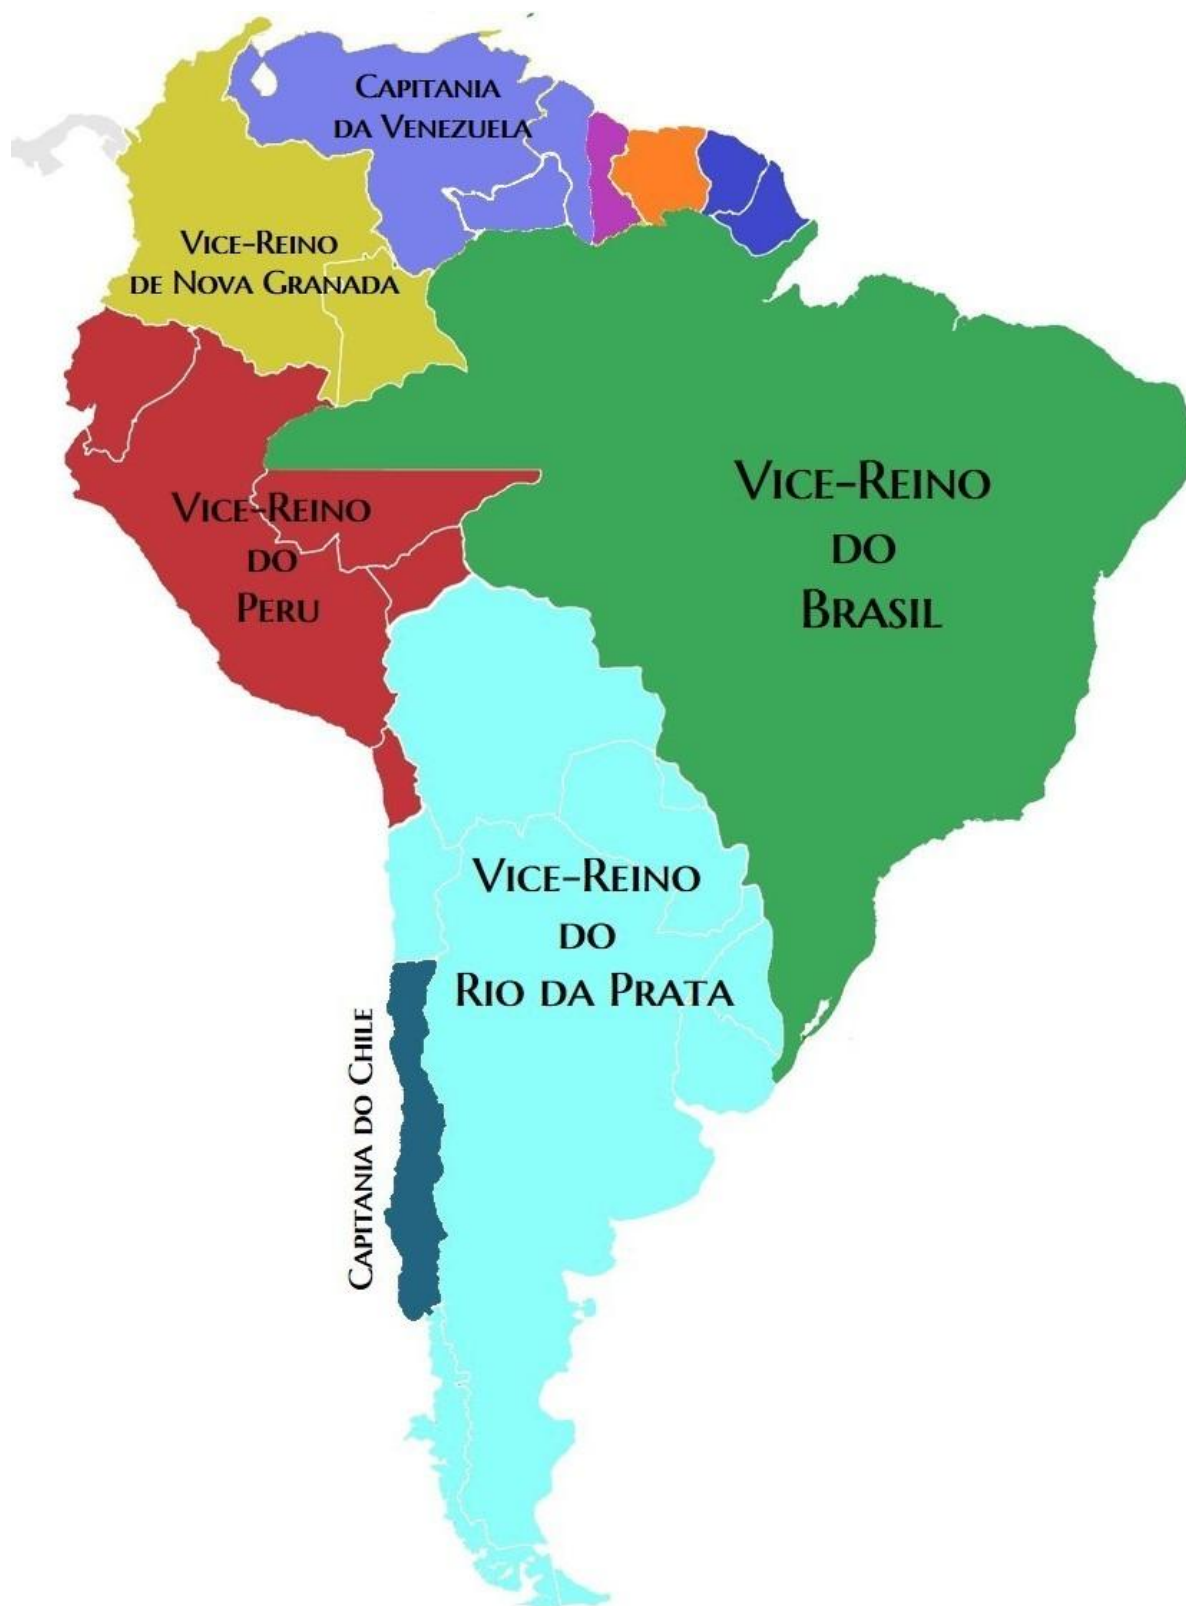 Capitania
da Venezuela
Vice-Reino
de Nova Granada
Vice-Reino
do
Peru
Vice-Reino
do
Brasil
Vice-Reino
do
Rio da Prata
Capitania do Chile